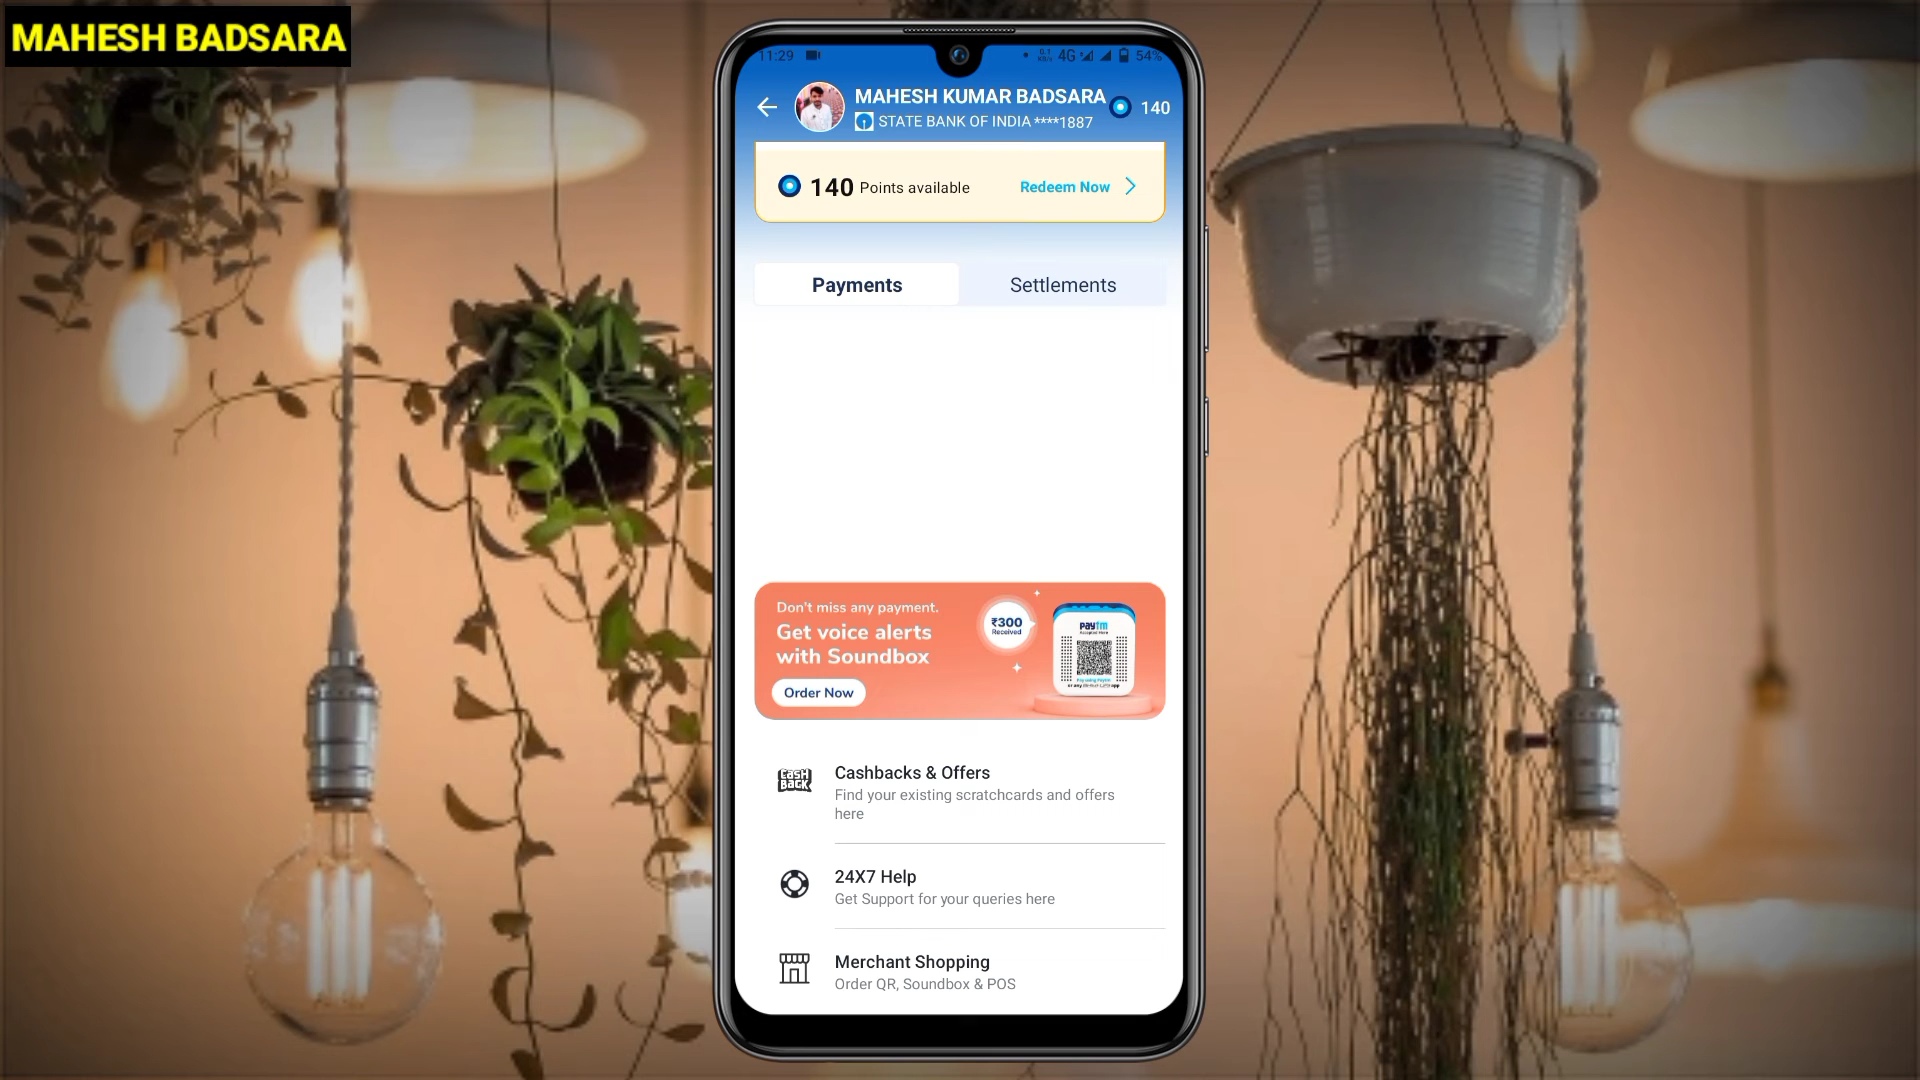 MAHESH BADSARA
11:29
4G
54%
MAHESH KUMAR BADSARA
140
STATE BANK OF INDIA ****1887
140 Points available
Redeem Now
Payments
Settlements
Don't miss any payment.
Get voice alerts
with Soundbox
Order Now
₹300
Received
paytm
Accepted Here
Cashbacks & Offers
Find your existing scratchcards and offers
here
24X7 Help
Get Support for your queries here
Merchant Shopping
Order QR, Soundbox & POS